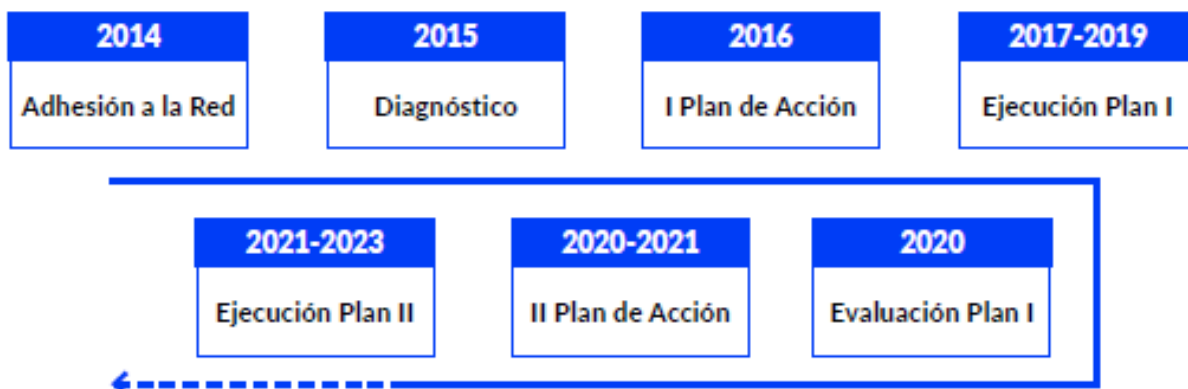 2014
Adhesión a la Red
2015
Diagnóstico
2016
I Plan de Acción
2017-2019
Ejecución Plan I
2021-2023
Ejecución Plan II
2020-2021
II Plan de Acción
2020
Evaluación Plan I